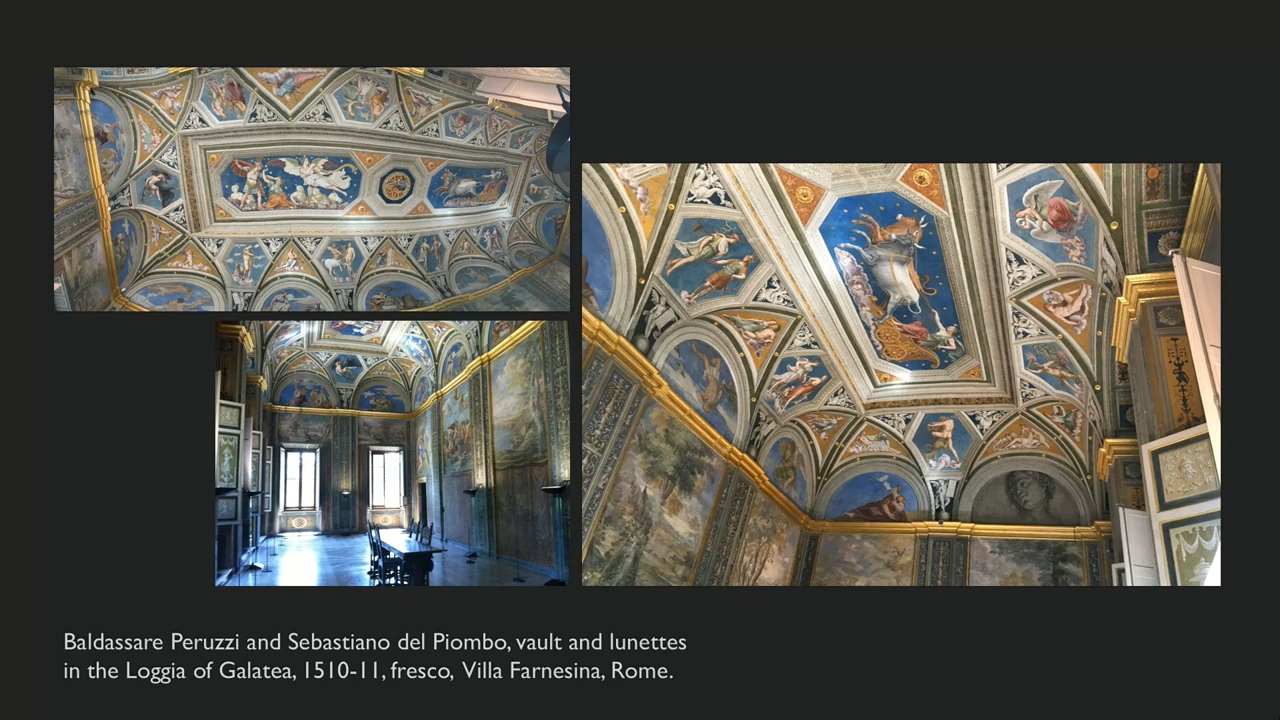 Baldassare Peruzzi and Sebastiano del Piombo, vault and lunettes
in the Loggia of Galatea, 1510-11, fresco, Villa Farnesina, Rome.